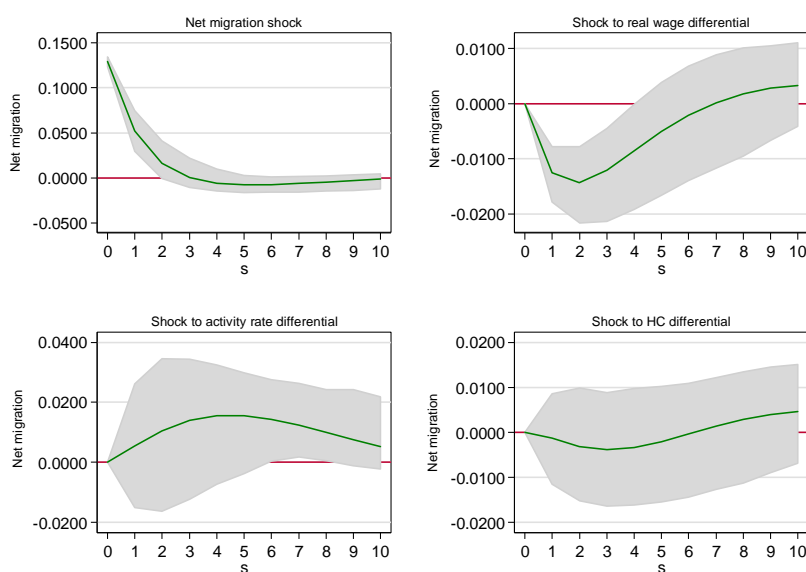 Net migration shock
0.1500
0.1000
0.0500
0.0000
-0.0500
Net migration
0 1 2 3 4 5 6 7 8 9 10
s
Shock to real wage differential
0.0100
0.0000
-0.0100
-0.0200
Net migration
0 1 2 3 4 5 6 7 8 9 10
s
Shock to activity rate differential
0.0400
0.0200
0.0000
-0.0200
Net migration
0 1 2 3 4 5 6 7 8 9 10
s
Shock to HC differential
0.0200
0.0100
0.0000
-0.0100
-0.0200
Net migration
0 1 2 3 4 5 6 7 8 9 10
s